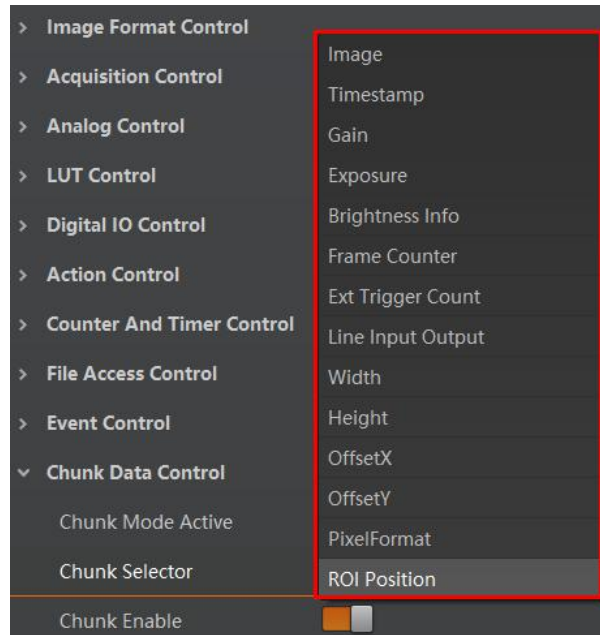 Image Format Control
Acquisition Control
Analog Control
LUT Control
Digital IO Control
Action Control
Counter And Timer Control
File Access Control
Event Control
Chunk Data Control
Chunk Mode Active
Chunk Selector
Chunk Enable
Image
Timestamp
Gain
Exposure
Brightness Info
Frame Counter
Ext Trigger Count
Line Input Output
Width
Height
OffsetX
OffsetY
PixelFormat
ROI Position